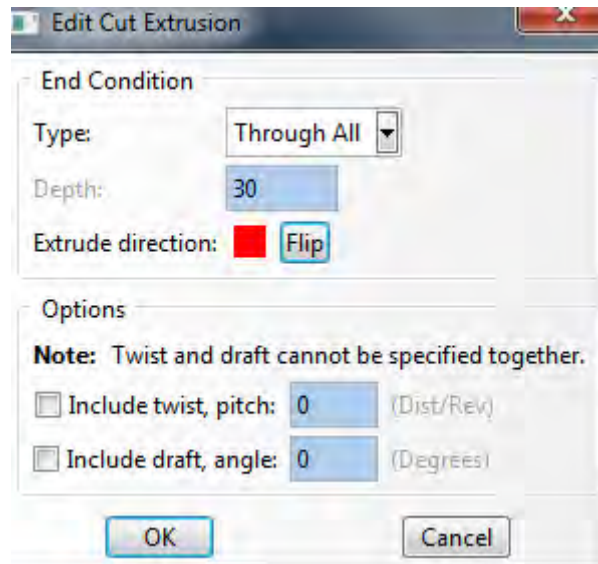 Edit Cut Extrusion
End Condition
Type: Through All
Depth: 30
Extrude direction: Flip
Options
Note: Twist and draft cannot be specified together.
Include twist, pitch: 0 (Dist/Rev)
Include draft, angle: 0 (Degrees)
OK Cancel